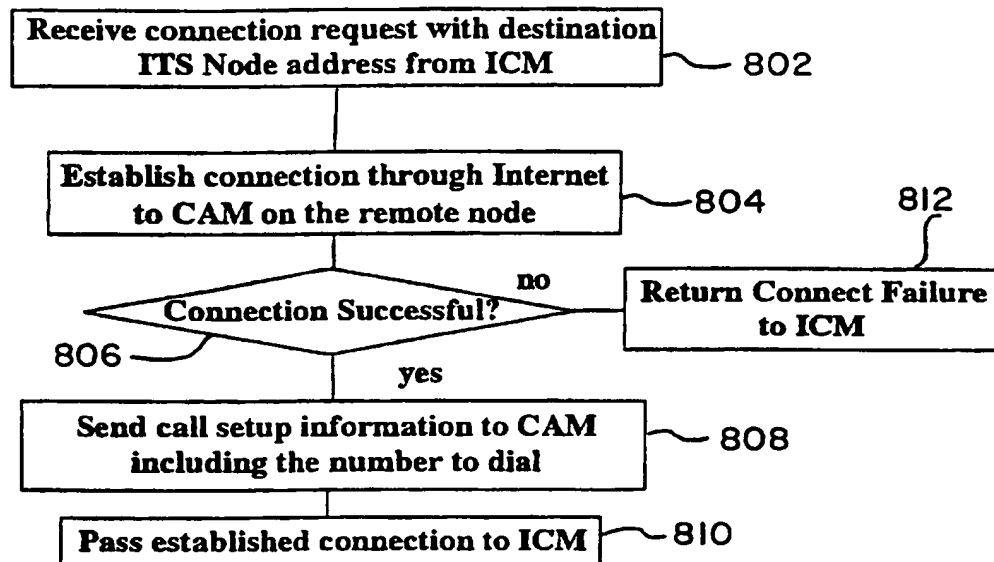 Receive connection request with destination
ITS Node address from ICM
802
Establish connection through Internet
to CAM on the remote node
804
812
no
Connection Successful?
Return Connect Failure
to ICM
806
yes
Send call setup information to CAM
including the number to dial
808
Pass established connection to ICM
810